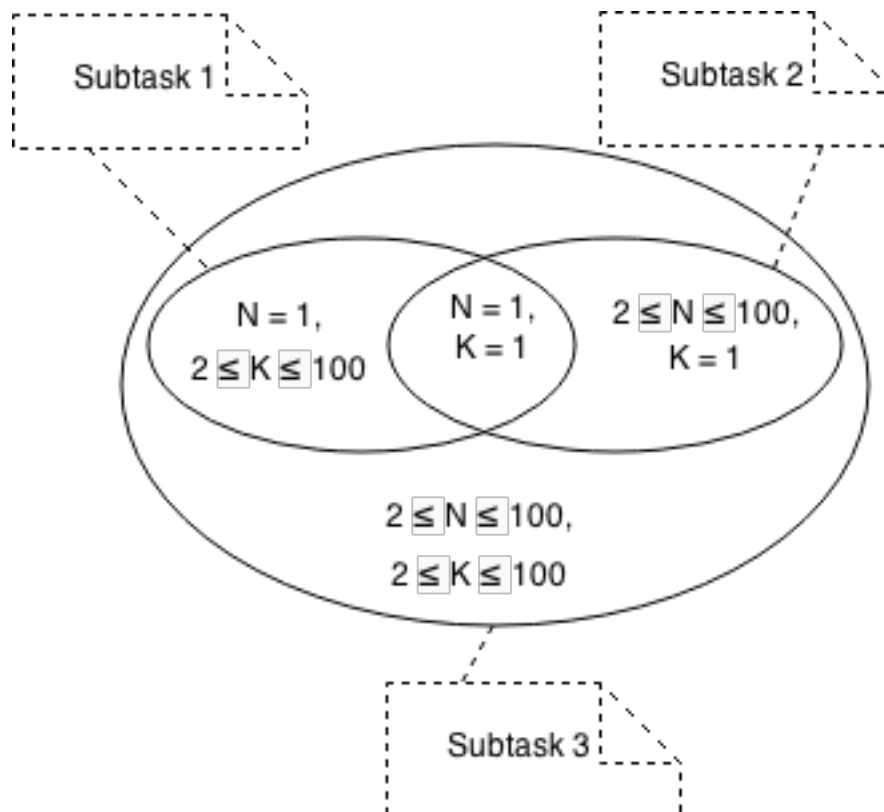 Subtask 1
Subtask 2
N = 1,
2 ≤ K ≤ 100
N = 1,
K = 1
2 ≤ N ≤ 100,
K = 1
2 ≤ N ≤ 100,
2 ≤ K ≤ 100
Subtask 3